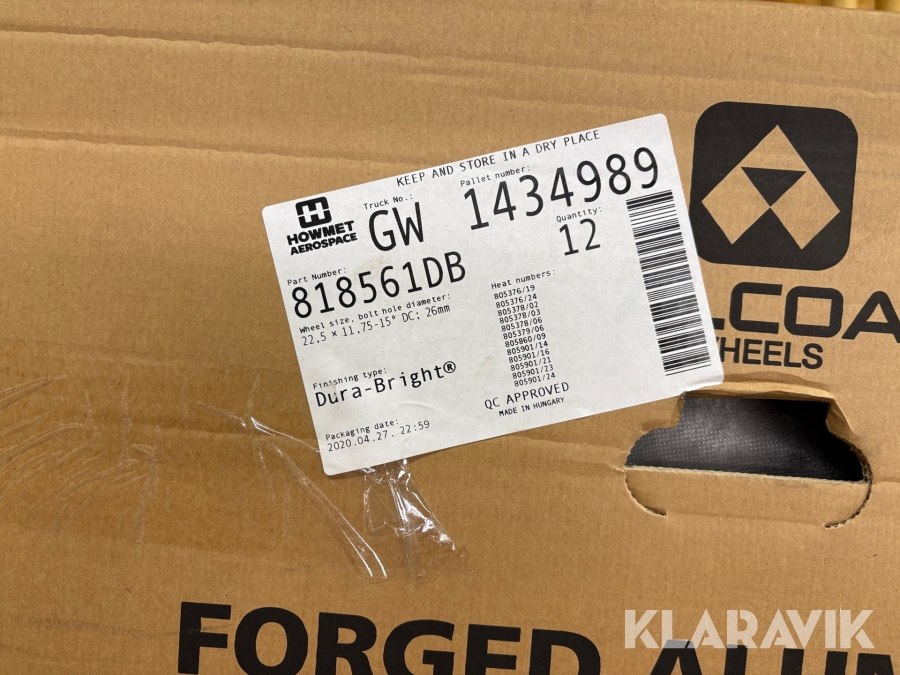 KEEP AND STORE IN A DRY PLACE
HOWMET
AEROSPACE
Truck No.:
GW
Pallet number:
1434989
Part Number:
818561DB
Quantity:
12
Wheel size, bolt hole diameter:
22.5 x 11.75-15° DC; 26mm
Heat numbers:
805376/19
805376/24
805378/02
805378/03
805378/06
805379/06
805860/09
805901/14
805901/16
805901/21
805901/23
805901/24
Finishing type:
Dura-Bright®
QC APPROVED
MADE IN HUNGARY
Packaging date:
2020.04.27. 22:59
LCOA
HEELS
FORGED ALUM
KLARAVIK